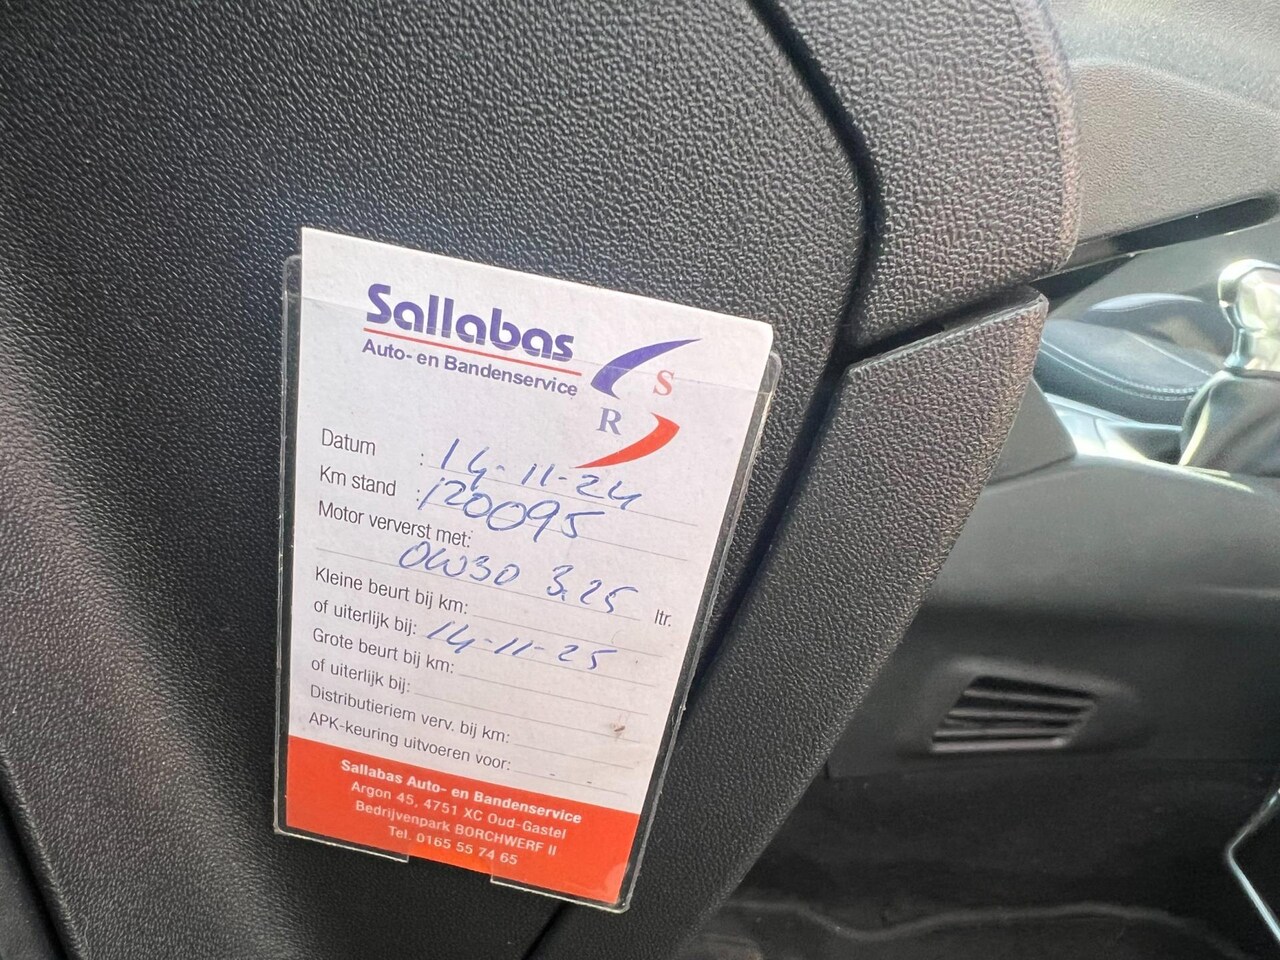 Sallabas
Auto- en Bandenservice
S
R
Datum : 14-11-24
Km stand : 120095
Motor ververst met:
0W30 3.25 ltr.
Kleine beurt bij km:
of uiterlijk bij: 14-11-25
Grote beurt bij km:
of uiterlijk bij:
Distributieriem verv. bij km:
APK-keuring uitvoeren voor: - -
Sallabas Auto- en Bandenservice
Argon 45, 4751 XC Oud-Gastel
Bedrijvenpark BORCHWERF II
Tel. 0165 55 74 65